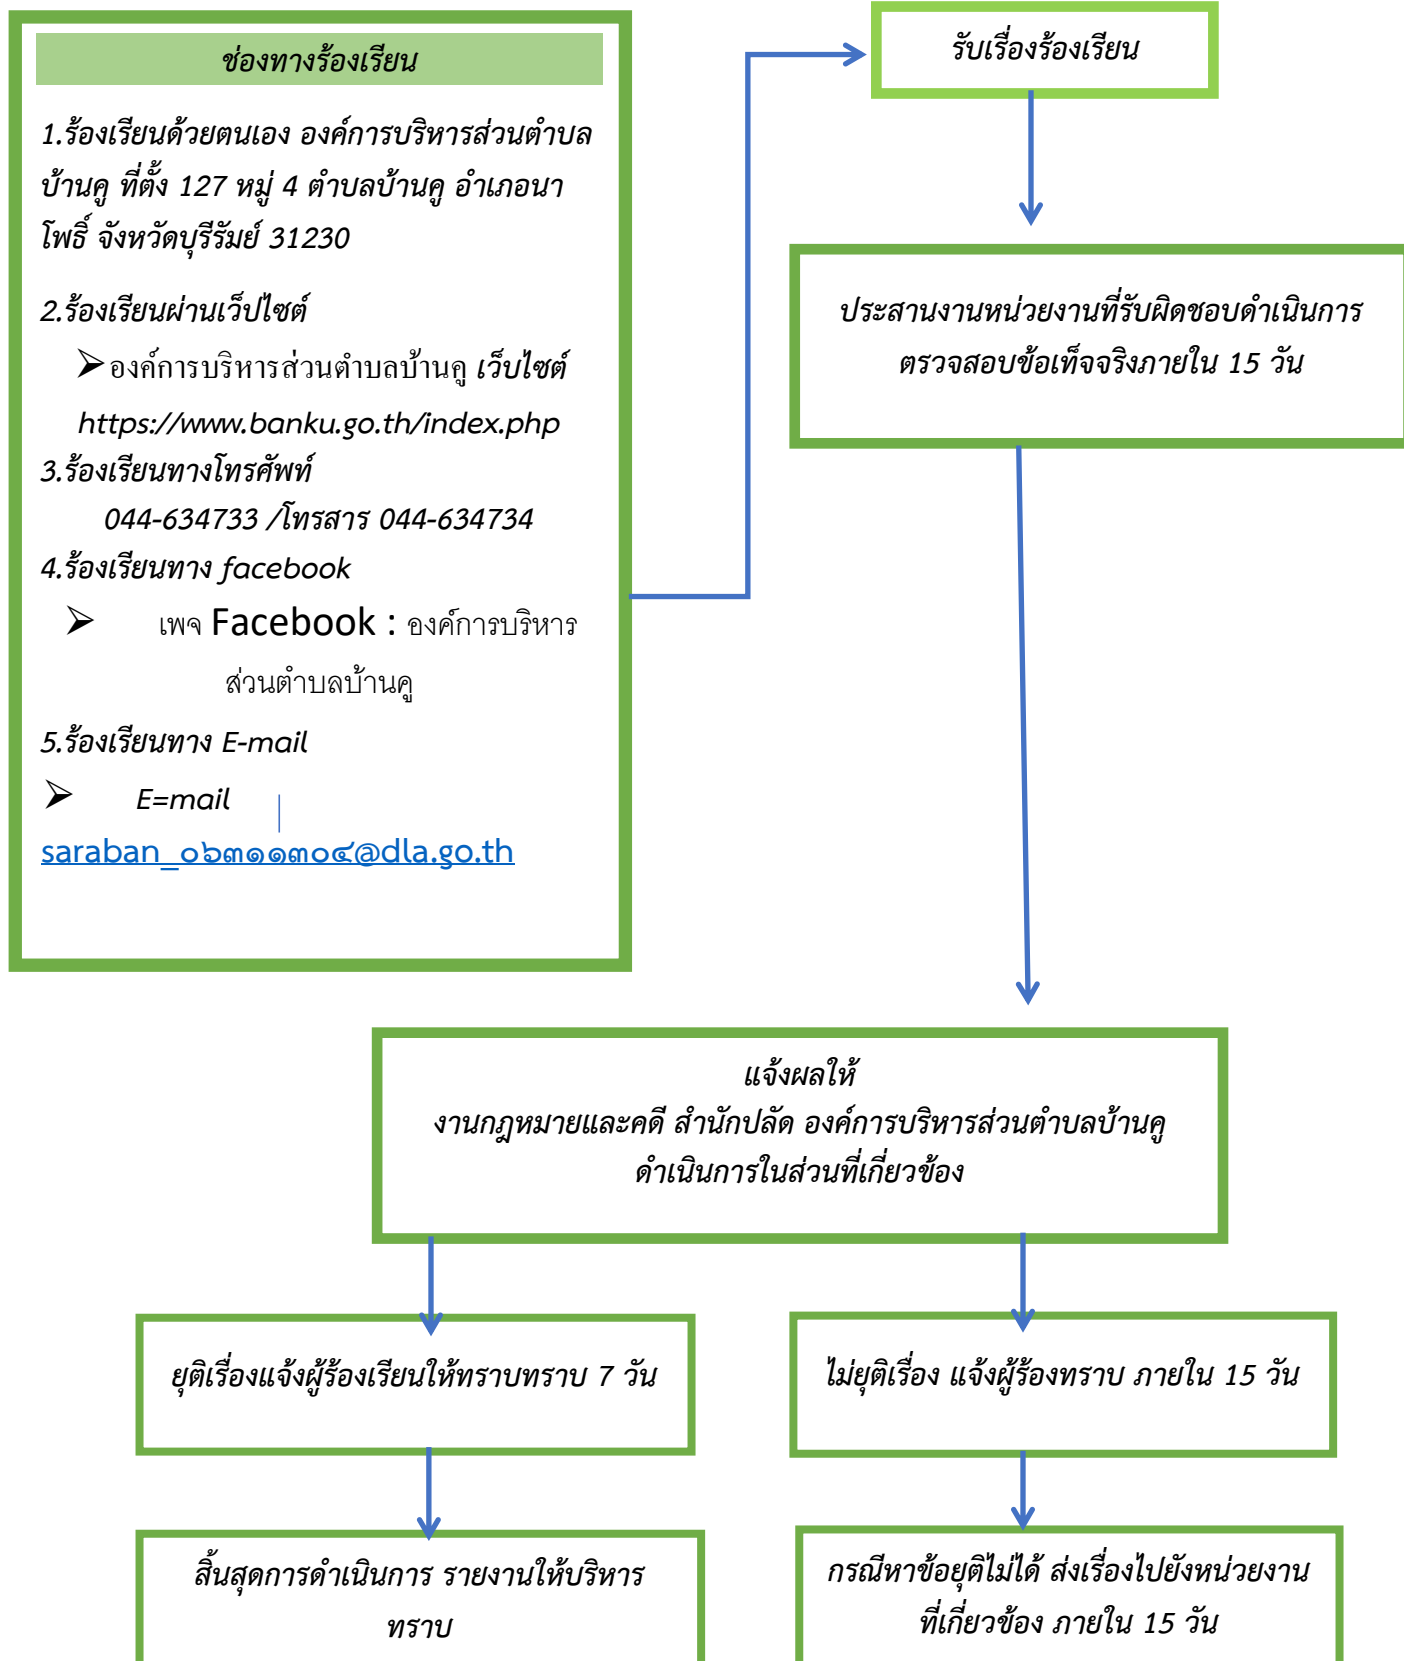 ช่องทางร้องเรียน
1.ร้องเรียนด้วยตนเอง องค์การบริหารส่วนตำบล
บ้านคู ที่ตั้ง 127 หมู่ 4 ตำบลบ้านคู อำเภอนา
โพธิ์ จังหวัดบุรีรัมย์ 31230
2.ร้องเรียนผ่านเว็ปไซต์
➢องค์การบริหารส่วนตำบลบ้านคู เว็บไซต์
https://www.banku.go.th/index.php
3.ร้องเรียนทางโทรศัพท์
044-634733 /โทรสาร 044-634734
4.ร้องเรียนทาง facebook
➢ เพจ Facebook : องค์การบริหาร
ส่วนตำบลบ้านคู
5.ร้องเรียนทาง E-mail
➢ E=mail
saraban_๐๖๓๑๑๓๐๔@dla.go.th
รับเรื่องร้องเรียน
ประสานงานหน่วยงานที่รับผิดชอบดำเนินการ
ตรวจสอบข้อเท็จจริงภายใน 15 วัน
แจ้งผลให้
งานกฎหมายและคดี สำนักปลัด องค์การบริหารส่วนตำบลบ้านคู
ดำเนินการในส่วนที่เกี่ยวข้อง
ยุติเรื่องแจ้งผู้ร้องเรียนให้ทราบทราบ 7 วัน
ไม่ยุติเรื่อง แจ้งผู้ร้องทราบ ภายใน 15 วัน
สิ้นสุดการดำเนินการ รายงานให้บริหาร
ทราบ
กรณีหาข้อยุติไม่ได้ ส่งเรื่องไปยังหน่วยงาน
ที่เกี่ยวข้อง ภายใน 15 วัน